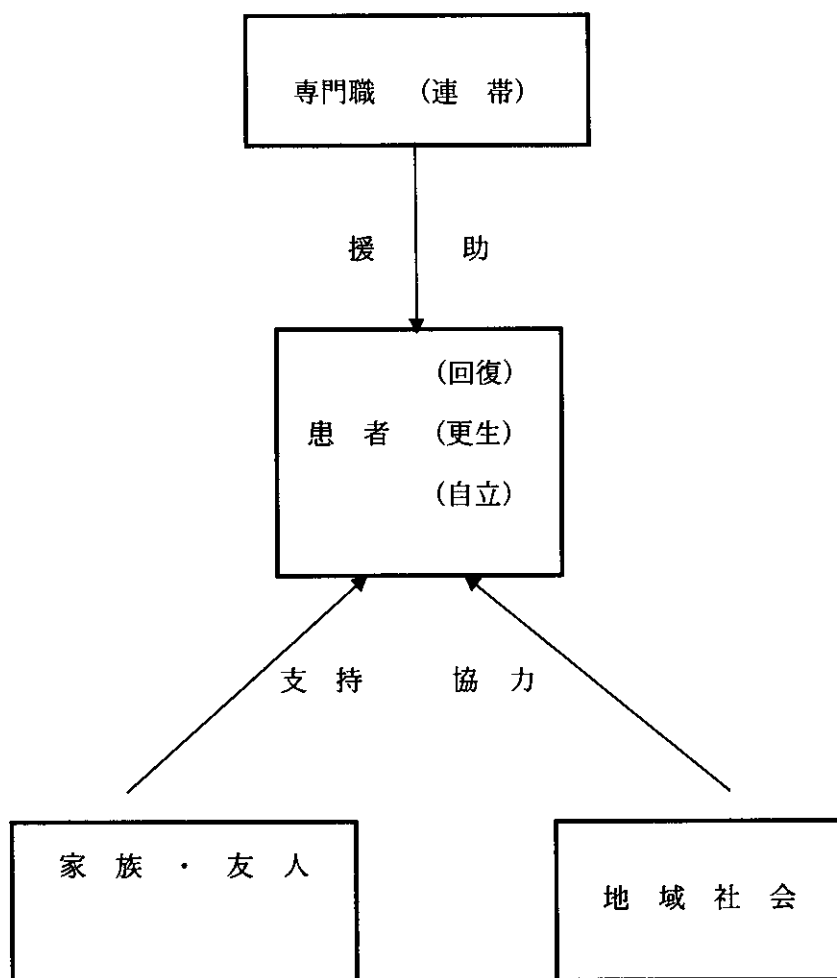 専門職 （連 帯）
援 助
（回復）
患 者 （更生）
（自立）
支 持 協 力
家 族 ・ 友 人
地 域 社 会